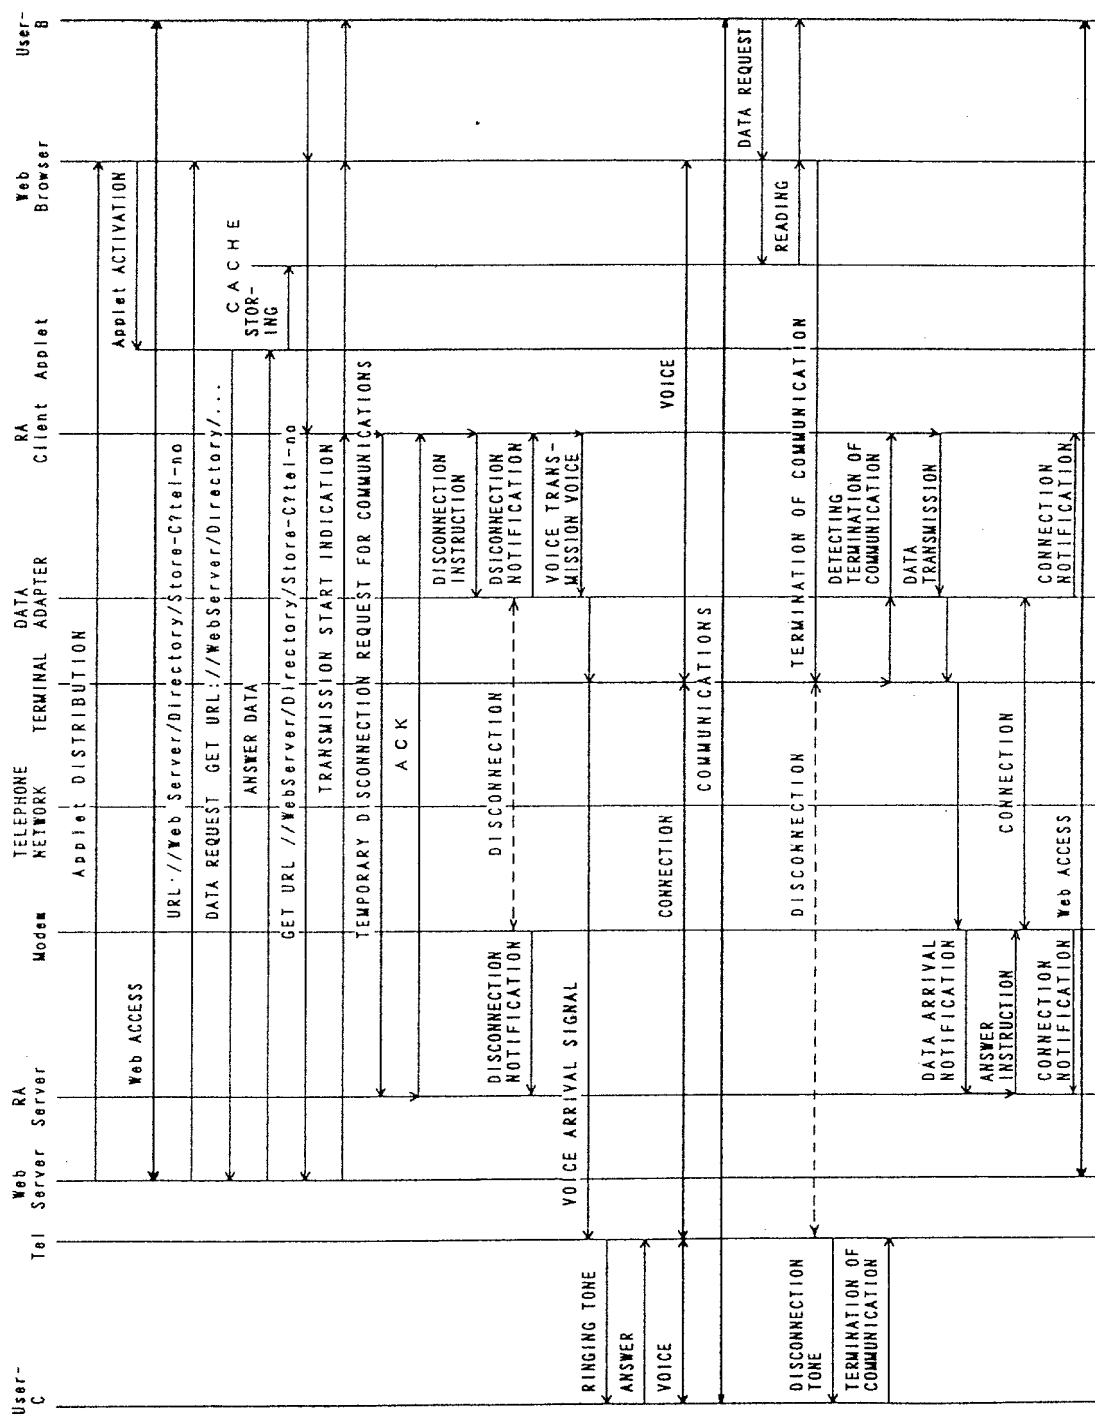 User-
C
Tel
Web
Server
RA
Server
Modem
TELEPHONE
NETWORK
TERMINAL
DATA
ADAPTER
RA
Client
Applet
Web
Browser
User-
B
Applet DISTRIBUTION
Applet ACTIVATION
Web ACCESS
URL·//Web Server/Directory/Store-C?tel-no
DATA REQUEST GET URL://WebServer/Directory/...
ANSWER DATA
CACHE
STOR-
ING
GET URL //WebServer/Directory/Store-C?tel-no
TRANSMISSION START INDICATION
TEMPORARY DISCONNECTION REQUEST FOR COMMUNICATIONS
ACK
DISCONNECTION
INSTRUCTION
DISCONNECTION
NOTIFICATION
DISCONNECTION
DSICONNECTION
NOTIFICATION
VOICE TRANS-
MISSION VOICE
VOICE ARRIVAL SIGNAL
RINGING TONE
ANSWER
VOICE
CONNECTION
VOICE
COMMUNICATIONS
DATA REQUEST
READING
DISCONNECTION
TERMINATION OF COMMUNICATION
DISCONNECTION
TONE
TERMINATION OF
COMMUNICATION
DETECTING
TERMINATION OF
COMMUNICATION
DATA
TRANSMISSION
DATA ARRIVAL
NOTIFICATION
ANSWER
INSTRUCTION
CONNECTION
CONNECTION
NOTIFICATION
CONNECTION
NOTIFICATION
Web ACCESS